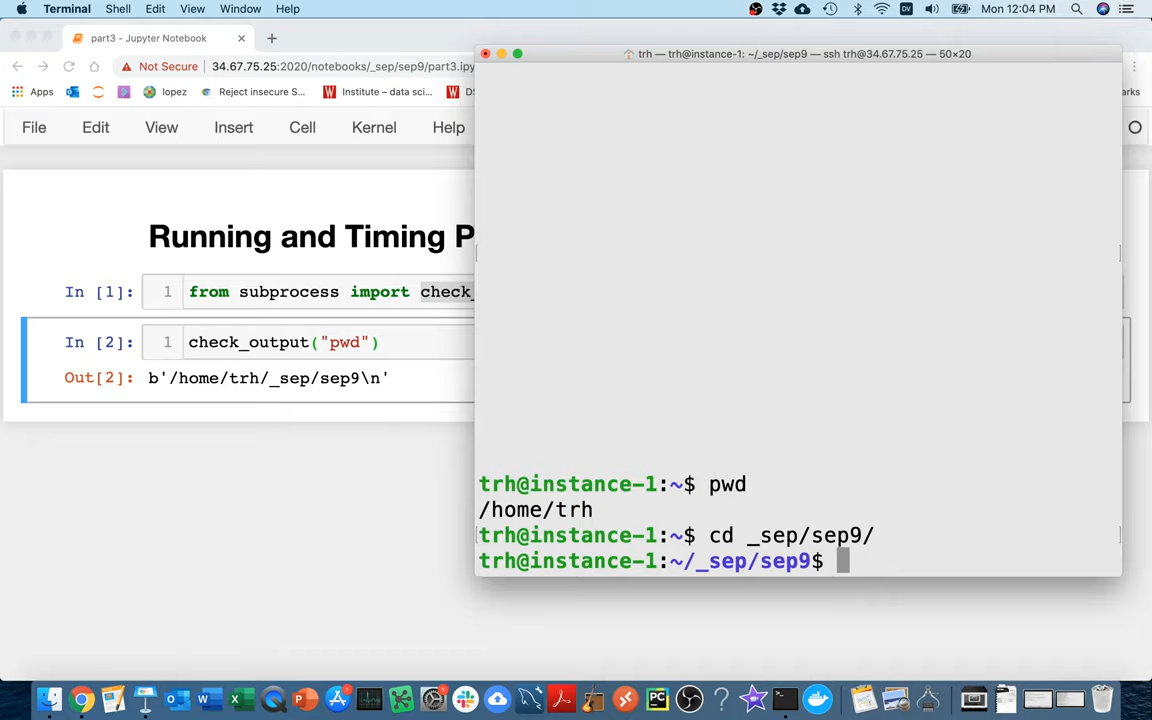 Terminal Shell Edit View Window Help Mon 12:04 PM
part3 - Jupyter Notebook
Not Secure 34.67.75.25:2020/notebooks/_sep/sep9/part3.ipy
Apps lopez Reject insecure S... Institute – data sci... DS
arks
File Edit View Insert Cell Kernel Help
Running and Timing P
In [1]: 1 from subprocess import check_
In [2]: 1 check_output("pwd")
Out[2]: b'/home/trh/_sep/sep9\n'
trh — trh@instance-1: ~/_sep/sep9 — ssh trh@34.67.75.25 — 50×20
trh@instance-1:~$ pwd
/home/trh
trh@instance-1:~$ cd _sep/sep9/
trh@instance-1:~/_sep/sep9$